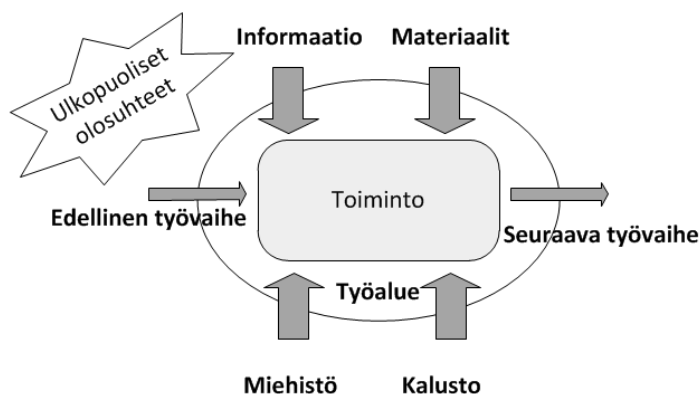 Informaatio
Materiaalit
Ulkopuoliset
olosuhteet
Toiminto
Edellinen työvaihe
Seuraava työvaihe
Työalue
Miehistö
Kalusto